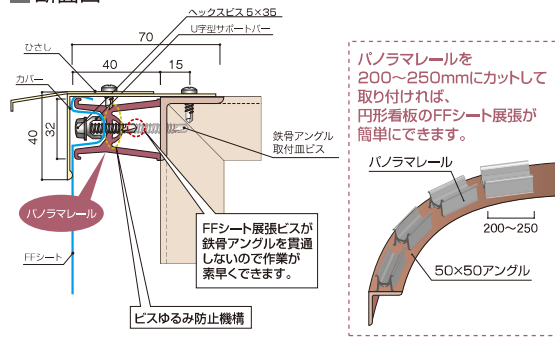 ヘックスビス5×35
U字型サポートバー
70
ひさし
40
15
カバー
40
32
鉄骨アングル
取付皿ビス
パノラマレール
FFシート展張ビスが
鉄骨アングルを貫通
しないので作業が
素早くできます。
FFシート
ビスゆるみ防止機構
パノラマレールを
200〜250mmにカットして
取り付ければ、
円形看板のFFシート展張が
簡単にできます。
パノラマレール
200〜250
50×50アングル